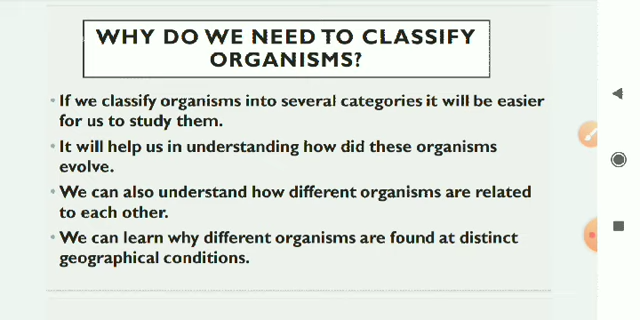 WHY DO WE NEED TO CLASSIFY
ORGANISMS?
• If we classify organisms into several categories it will be easier
for us to study them.
• It will help us in understanding how did these organisms
evolve.
• We can also understand how different organisms are related
to each other.
• We can learn why different organisms are found at distinct
geographical conditions.